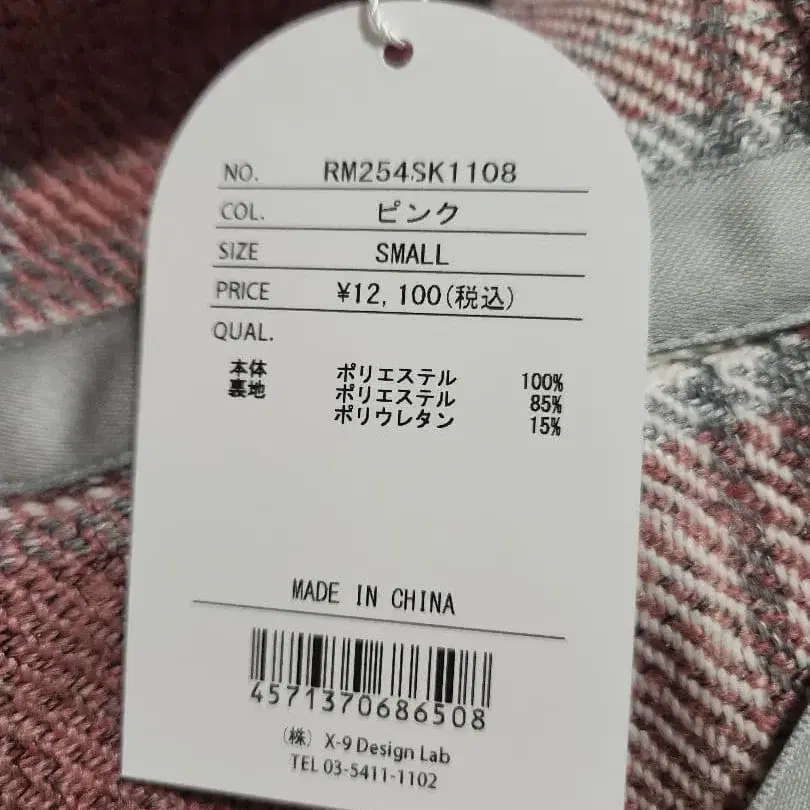 NO. RM254SK1108
COL. ピンク
SIZE SMALL
PRICE ¥12,100(税込)
QUAL.
本体 ポリエステル 100%
裏地 ポリエステル 85%
ポリウレタン 15%
MADE IN CHINA
4571370686508
(株) X-9 Design Lab
TEL 03-5411-1102